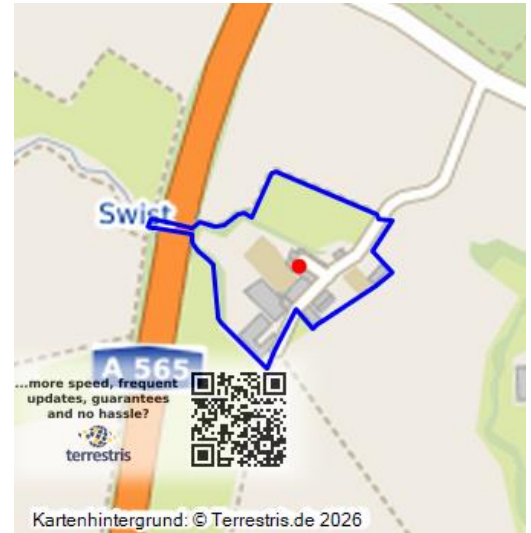 Swist
A 565
...more speed, frequent
updates, guarantees
and no hassle?
terrestris
Kartenhintergrund: © Terrestris.de 2026